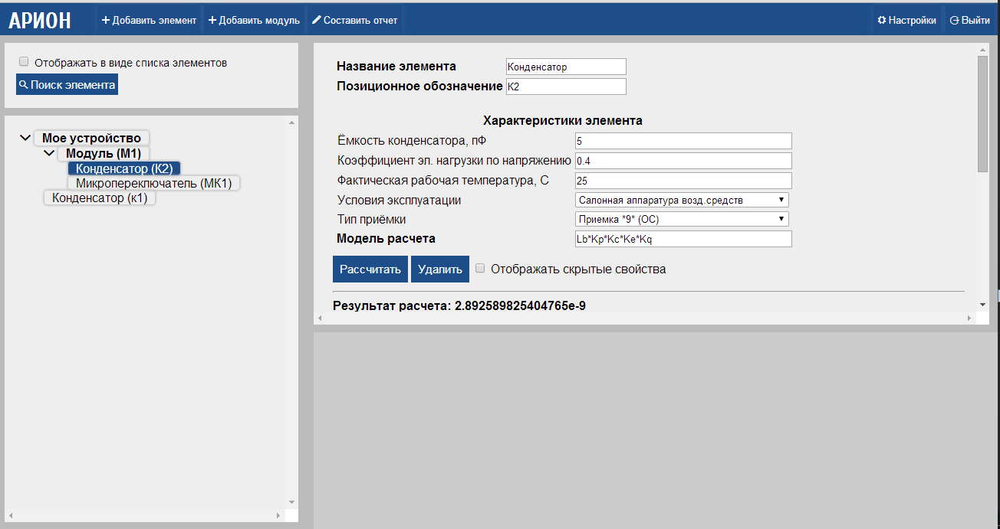 АРИОН
Добавить элемент
Добавить модуль
Составить отчет
Настройки
Выйти
Отображать в виде списка элементов
Поиск элемента
Мое устройство
Модуль (М1)
Конденсатор (К2)
Микропереключатель (МК1)
Конденсатор (к1)
Название элемента Конденсатор
Позиционное обозначение К2
Характеристики элемента
Ёмкость конденсатора, пФ 5
Коэффициент эл. нагрузки по напряжению 0.4
Фактическая рабочая температура, С 25
Условия эксплуатации Салонная аппаратура возд.средств
Тип приёмки Приемка *9* (ОС)
Модель расчета Lb*Kp*Kc*Ke*Kq
Рассчитать Удалить Отображать скрытые свойства
Результат расчета: 2.892589825404765e-9